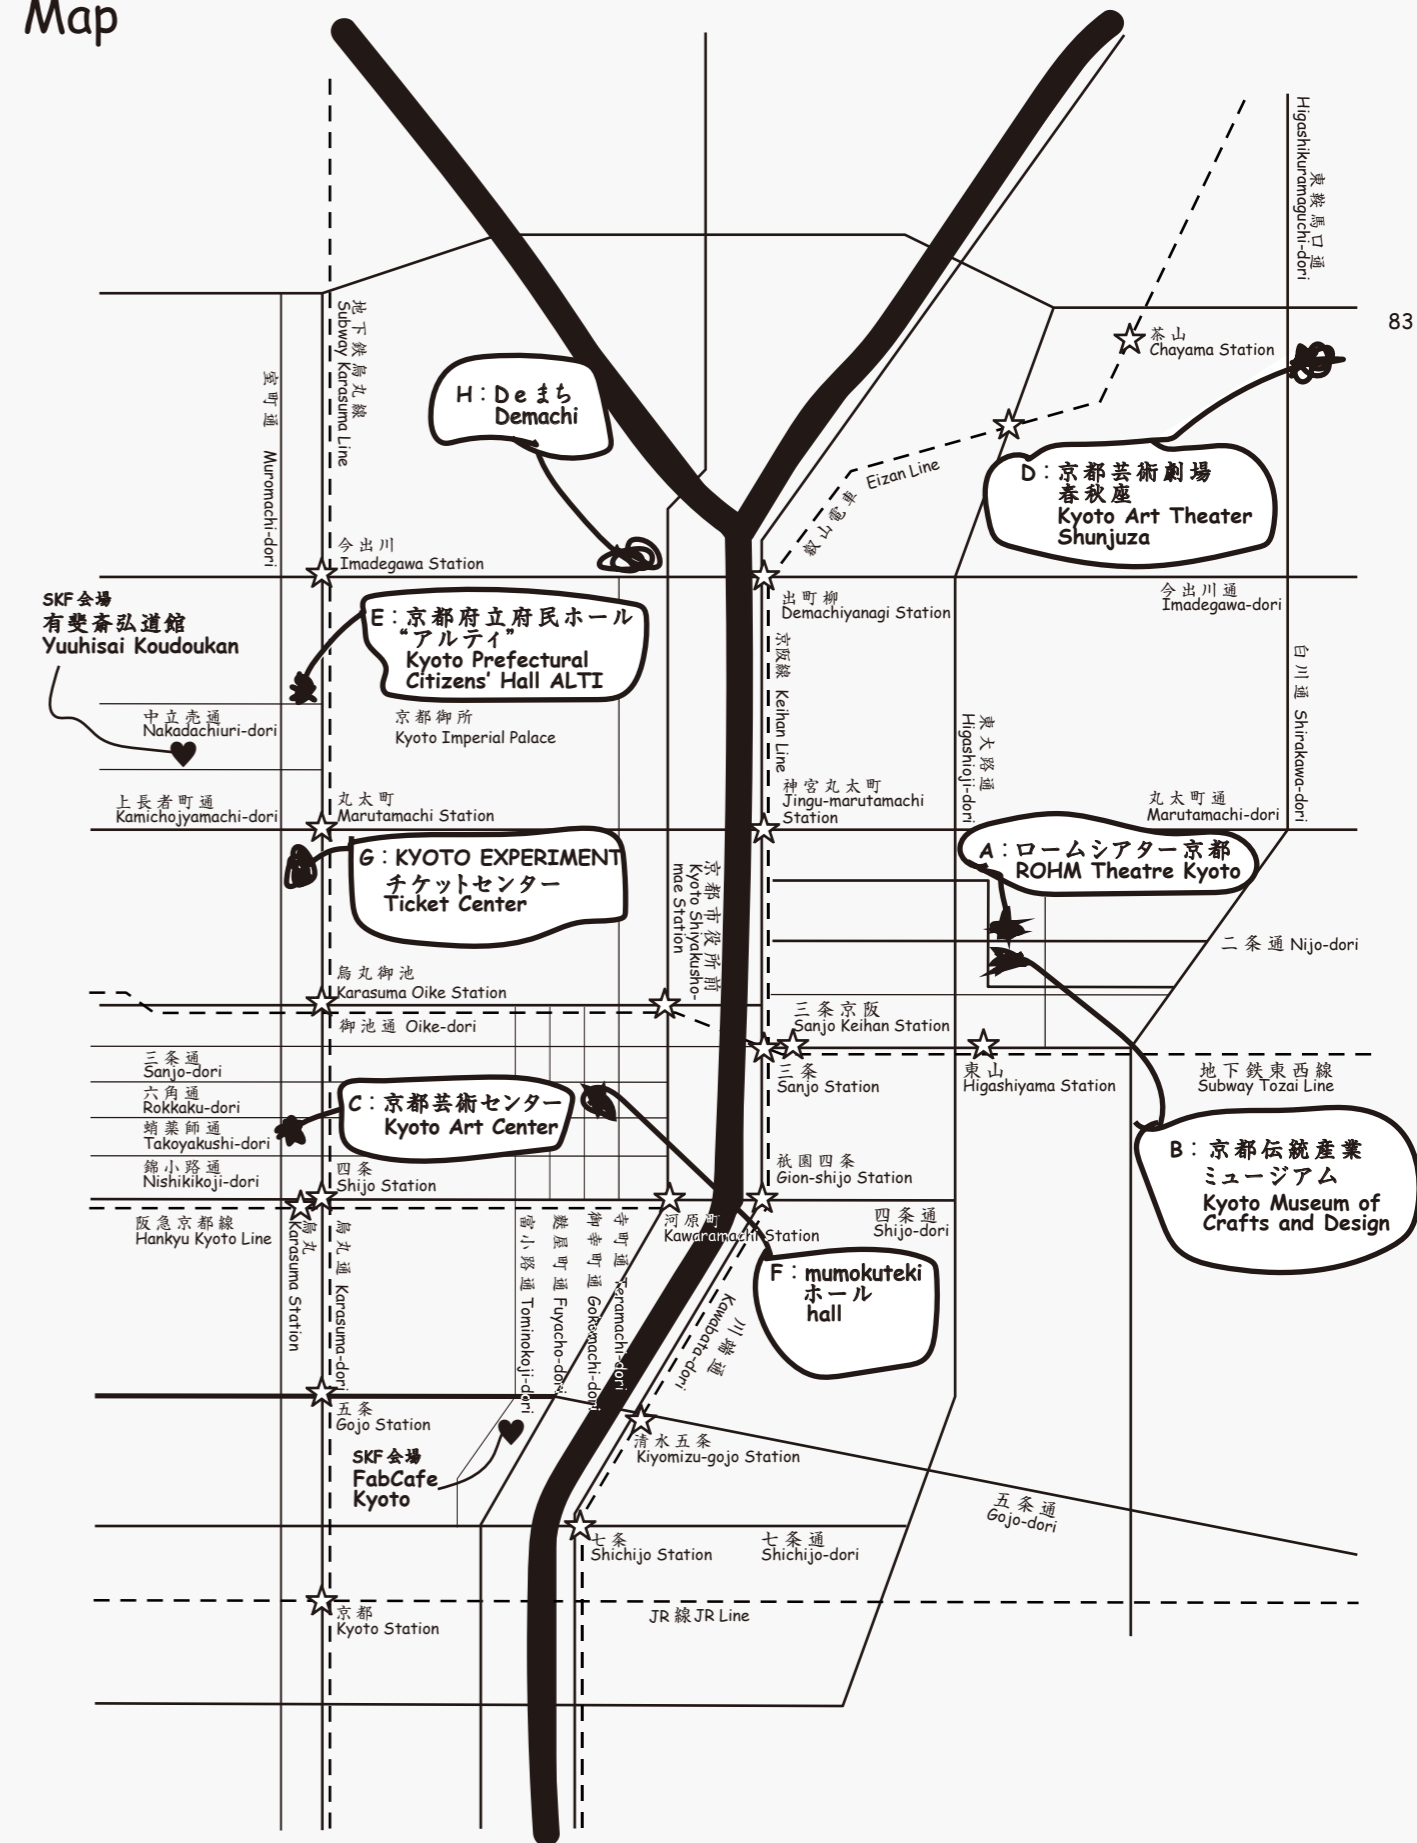 Map
83
東鞍馬口通
Higashikuramaguchi-dori
地下鉄烏丸線
Subway Karasuma Line
茶山
Chayama Station
室町通 Muromachi-dori
H：Deまち
Demachi
叡山電車 Eizan Line
D：京都芸術劇場
春秋座
Kyoto Art Theater
Shunjuza
今出川
Imadegawa Station
出町柳
Demachiyanagi Station
今出川通
Imadegawa-dori
SKF会場
有斐斎弘道館
Yuuhisai Koudoukan
E：京都府立府民ホール
“アルティ”
Kyoto Prefectural
Citizens’ Hall ALTI
京阪線 Keihan Line
白川通 Shirakawa-dori
中立売通
Nakadachiuri-dori
京都御所
Kyoto Imperial Palace
東大路通
Higashioji-dori
上長者町通
Kamichojyamachi-dori
丸太町
Marutamachi Station
神宮丸太町
Jingu-marutamachi
Station
丸太町通
Marutamachi-dori
G：KYOTO EXPERIMENT
チケットセンター
Ticket Center
京都市役所前
Kyoto Shiyakusho-
mae Station
A：ロームシアター京都
ROHM Theatre Kyoto
二条通 Nijo-dori
烏丸御池
Karasuma Oike Station
御池通 Oike-dori
三条京阪
Sanjo Keihan Station
三条通
Sanjo-dori
三条
Sanjo Station
東山
Higashiyama Station
地下鉄東西線
Subway Tozai Line
六角通
Rokkaku-dori
C：京都芸術センター
Kyoto Art Center
蛸薬師通
Takoyakushi-dori
錦小路通
Nishikikoji-dori
四条
Shijo Station
祇園四条
Gion-shijo Station
B：京都伝統産業
ミュージアム
Kyoto Museum of
Crafts and Design
阪急京都線
Hankyu Kyoto Line
烏丸
Karasuma Station
烏丸通 Karasuma-dori
富小路通 Tominokoji-dori
麩屋町通 Fuyacho-dori
御幸町通 Gokomachi-dori
寺町通 Teramachi-dori
河原町
Kawaramachi Station
四条通
Shijo-dori
川端通
Kawabata-dori
F：mumokuteki
ホール
hall
五条
Gojo Station
清水五条
Kiyomizu-gojo Station
SKF会場
FabCafe
Kyoto
五条通
Gojo-dori
七条
Shichijo Station
七条通
Shichijo-dori
京都
Kyoto Station
JR線 JR Line